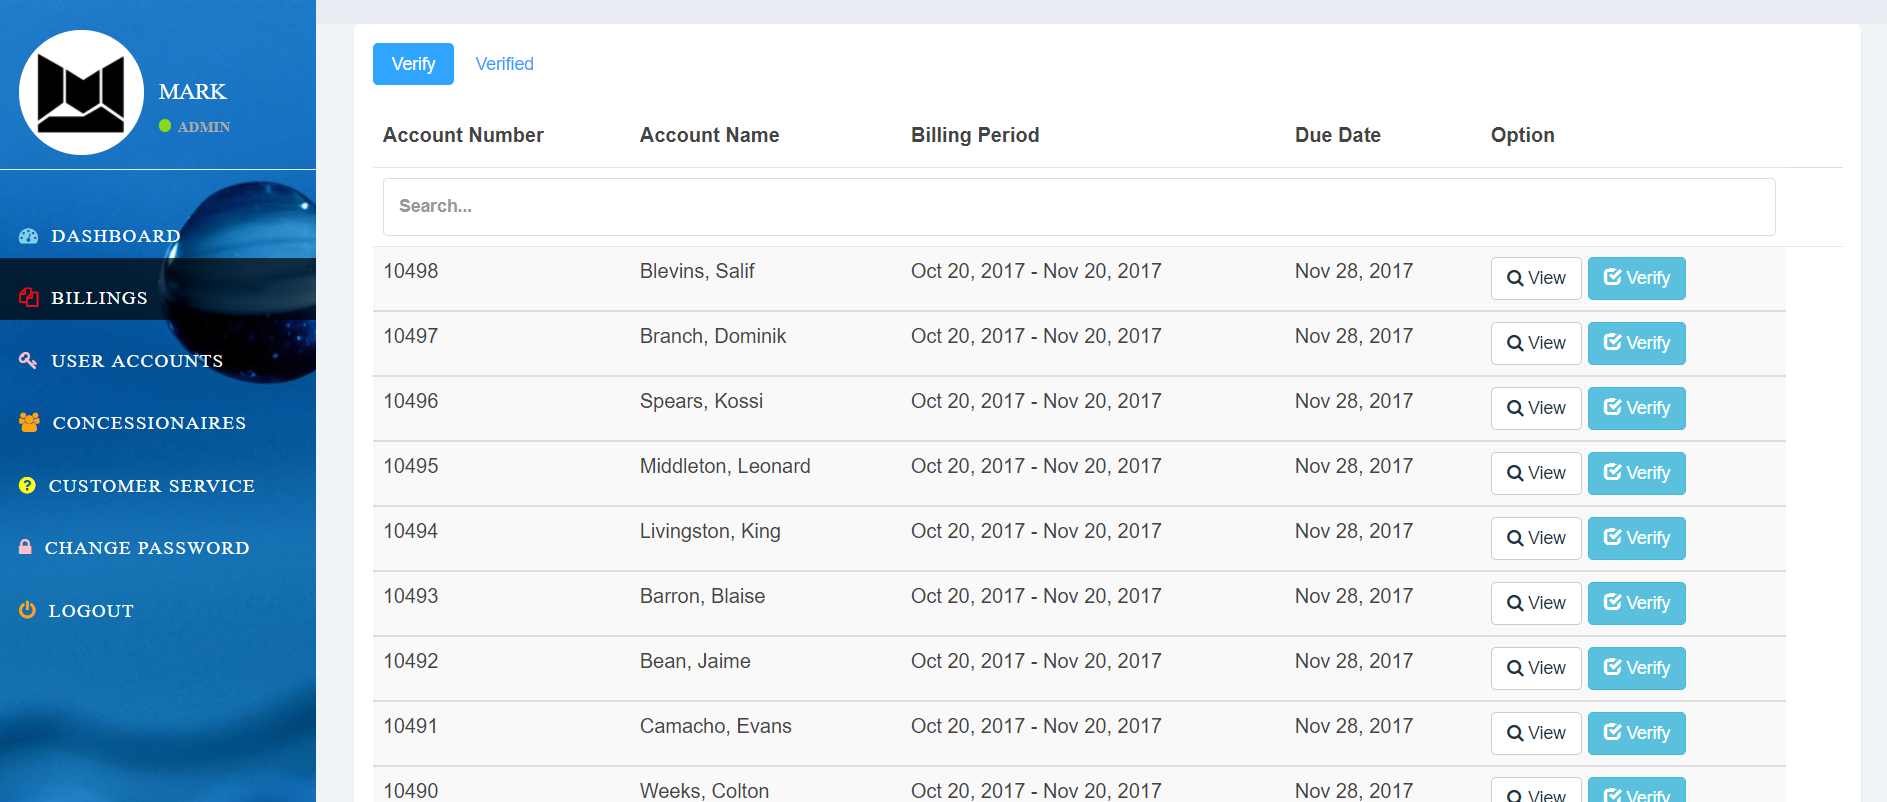 MARK
ADMIN
DASHBOARD
BILLINGS
USER ACCOUNTS
CONCESSIONAIRES
CUSTOMER SERVICE
CHANGE PASSWORD
LOGOUT
Verify Verified
Account Number Account Name Billing Period Due Date Option
Search...
10498 Blevins, Salif Oct 20, 2017 - Nov 20, 2017 Nov 28, 2017 View Verify
10497 Branch, Dominik Oct 20, 2017 - Nov 20, 2017 Nov 28, 2017 View Verify
10496 Spears, Kossi Oct 20, 2017 - Nov 20, 2017 Nov 28, 2017 View Verify
10495 Middleton, Leonard Oct 20, 2017 - Nov 20, 2017 Nov 28, 2017 View Verify
10494 Livingston, King Oct 20, 2017 - Nov 20, 2017 Nov 28, 2017 View Verify
10493 Barron, Blaise Oct 20, 2017 - Nov 20, 2017 Nov 28, 2017 View Verify
10492 Bean, Jaime Oct 20, 2017 - Nov 20, 2017 Nov 28, 2017 View Verify
10491 Camacho, Evans Oct 20, 2017 - Nov 20, 2017 Nov 28, 2017 View Verify
10490 Weeks, Colton Oct 20, 2017 - Nov 20, 2017 Nov 28, 2017 View Verify